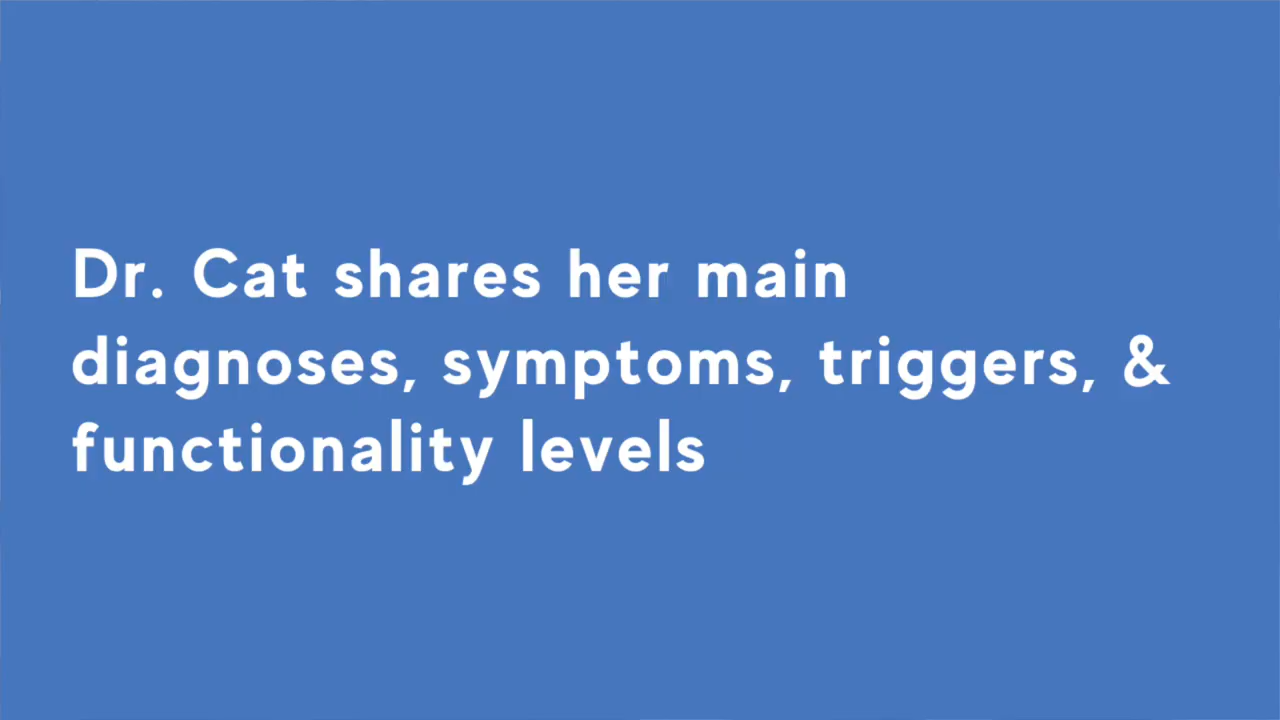 Dr. Cat shares her main
diagnoses, symptoms, triggers, &
functionality levels